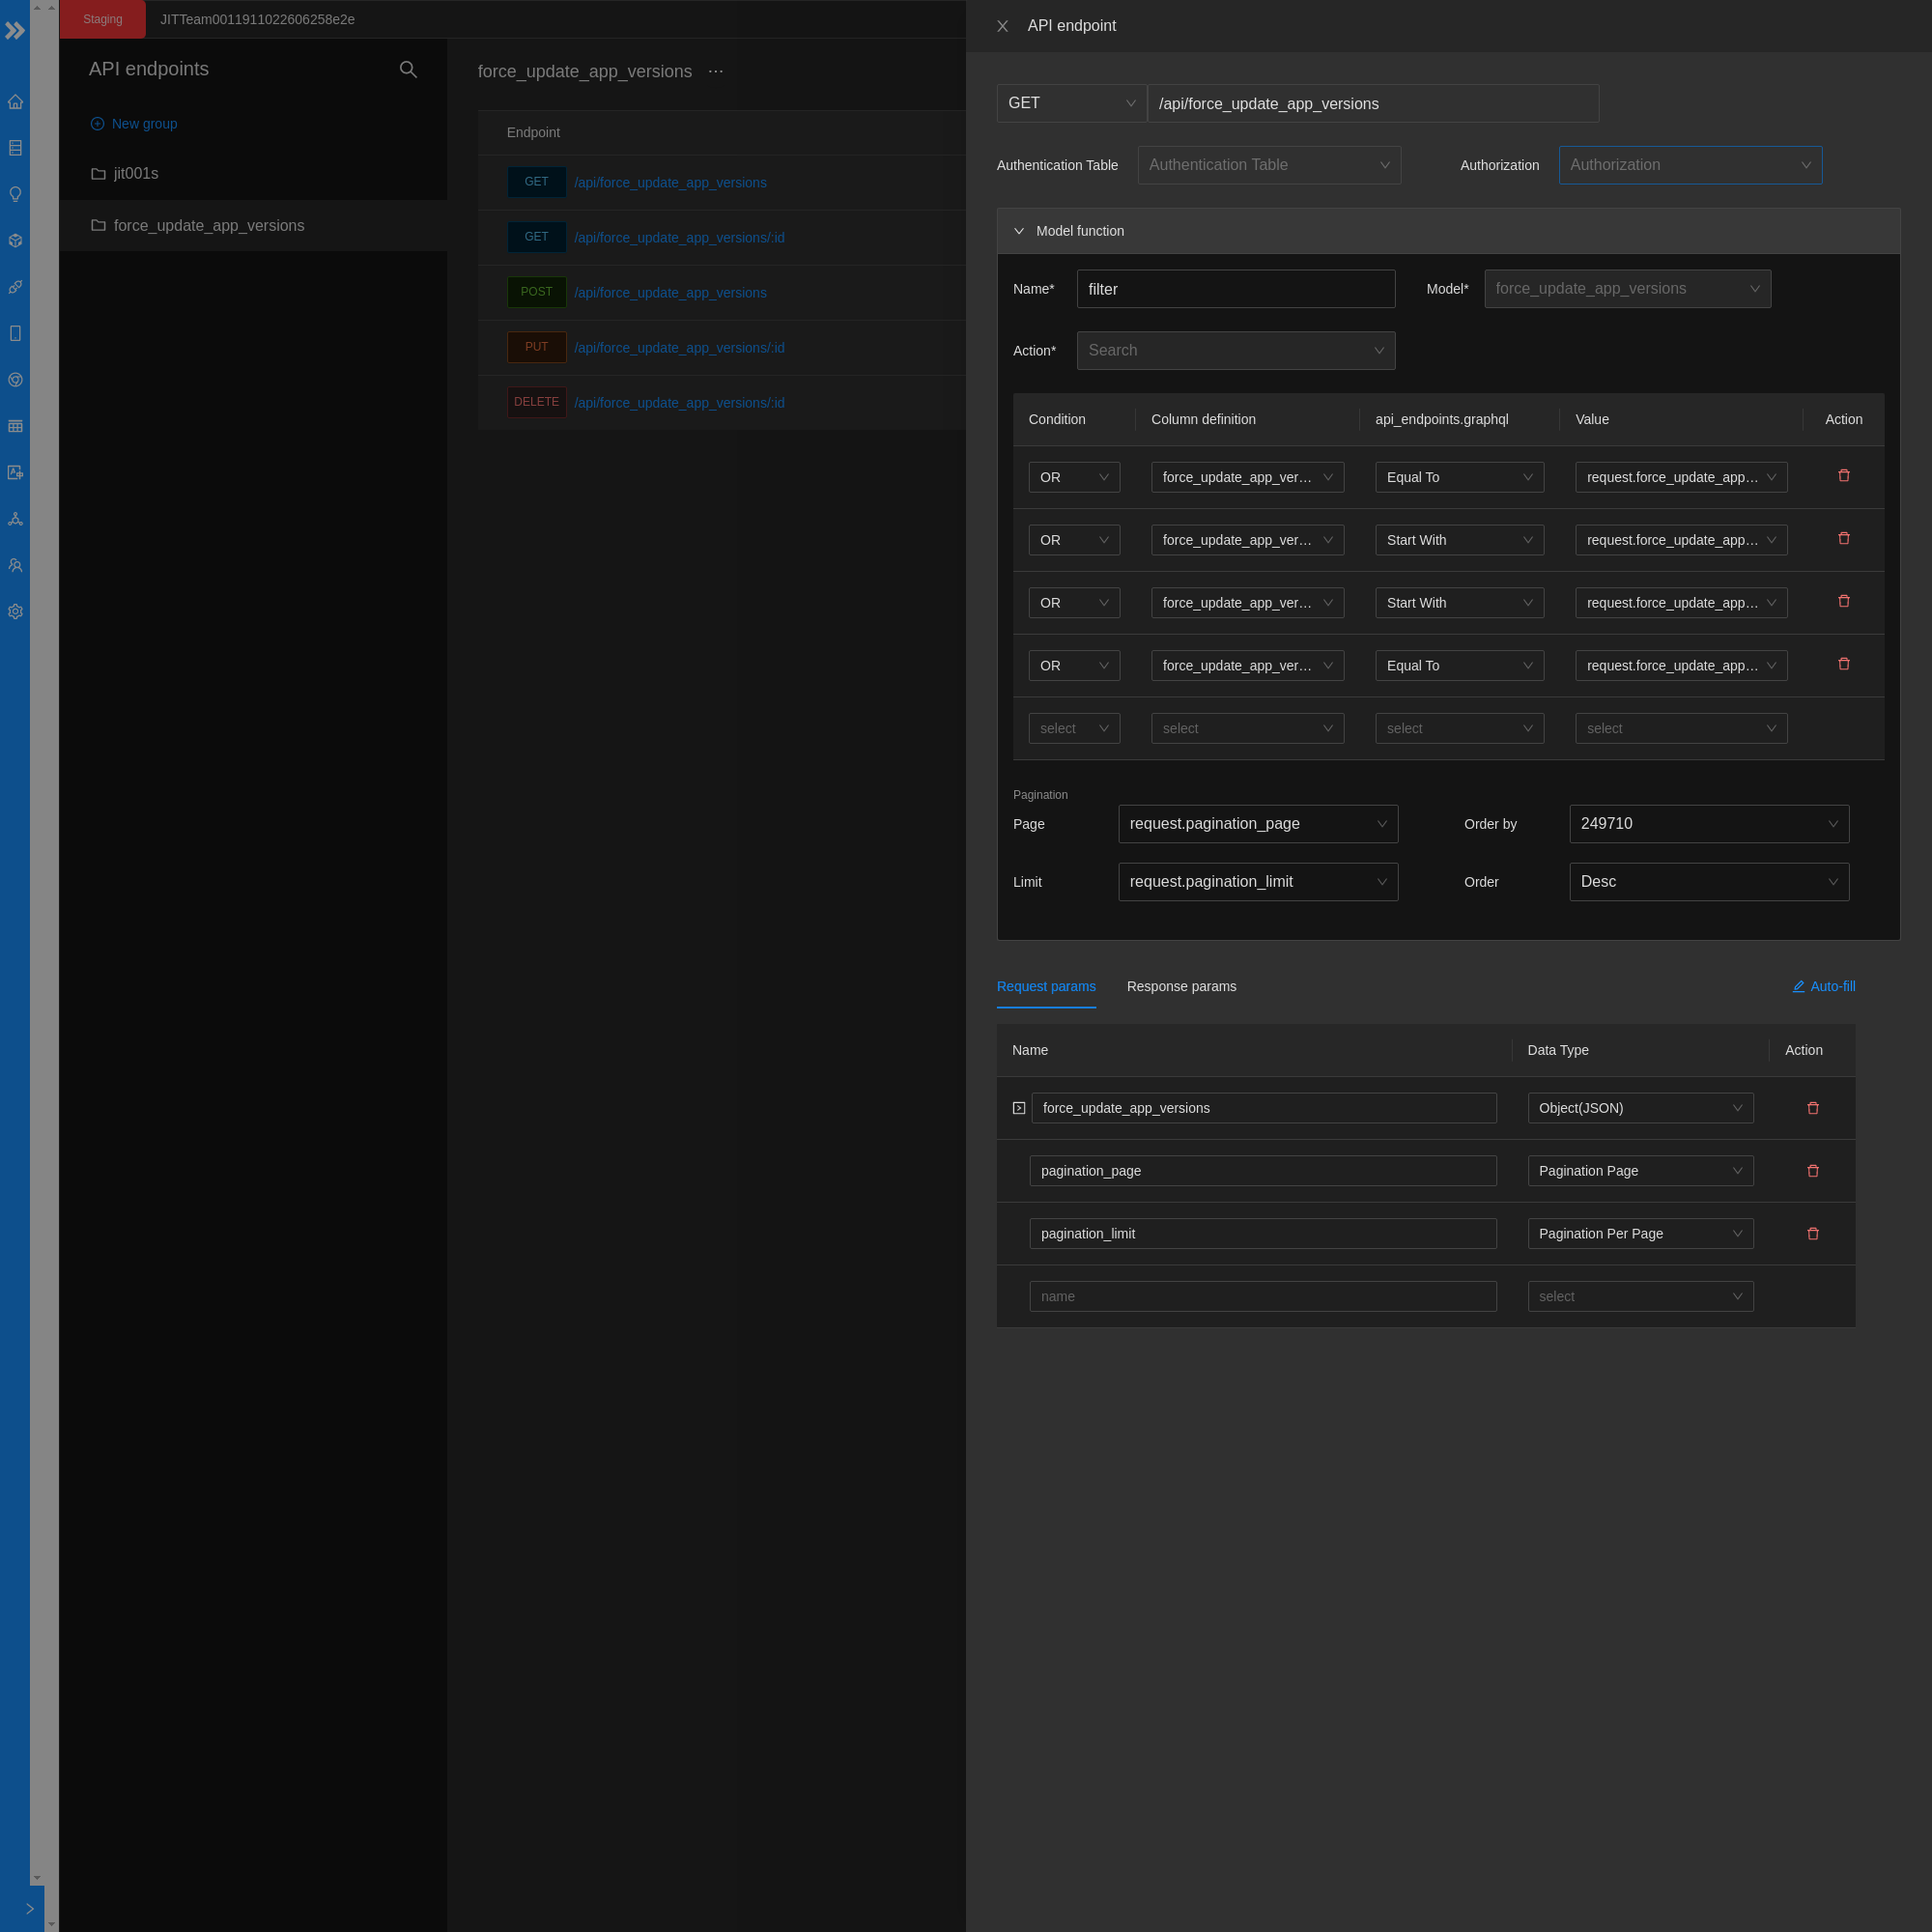 Staging
JITTeam0011911022606258e2e
API endpoints
New group
jit001s
force_update_app_versions
force_update_app_versions ...
Endpoint
GET /api/force_update_app_versions
GET /api/force_update_app_versions/:id
POST /api/force_update_app_versions
PUT /api/force_update_app_versions/:id
DELETE /api/force_update_app_versions/:id
API endpoint
GET /api/force_update_app_versions
Authentication Table Authentication Table Authorization Authorization
Model function
Name* filter Model* force_update_app_versions
Action* Search
Condition Column definition api_endpoints.graphql Value Action
OR force_update_app_ver... Equal To request.force_update_app...
OR force_update_app_ver... Start With request.force_update_app...
OR force_update_app_ver... Start With request.force_update_app...
OR force_update_app_ver... Equal To request.force_update_app...
select select select select
Pagination
Page request.pagination_page Order by 249710
Limit request.pagination_limit Order Desc
Request params Response params Auto-fill
Name Data Type Action
force_update_app_versions Object(JSON)
pagination_page Pagination Page
pagination_limit Pagination Per Page
name select